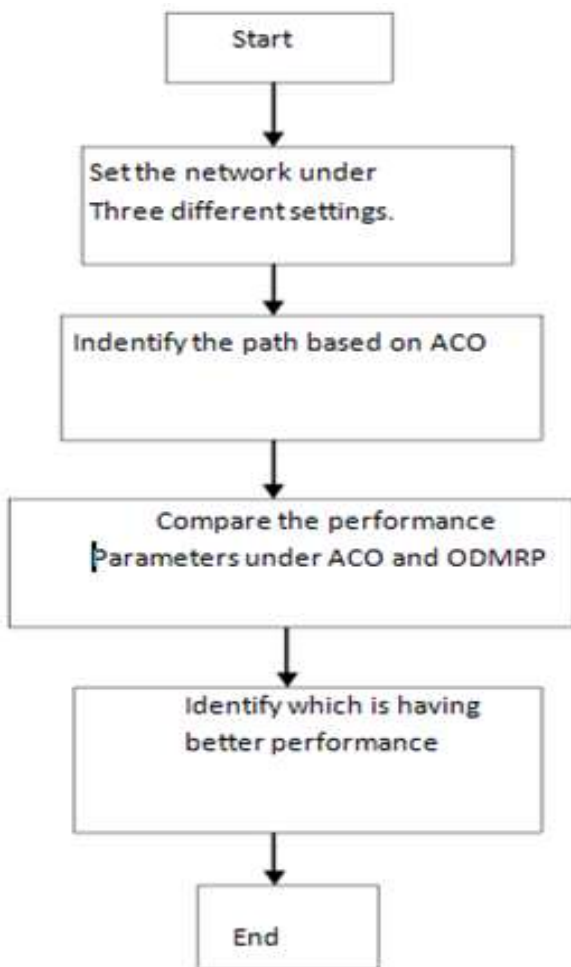 Start
Set the network under
Three different settings.
Indentify the path based on ACO
Compare the performance
Parameters under ACO and ODMRP
Identify which is having
better performance
End